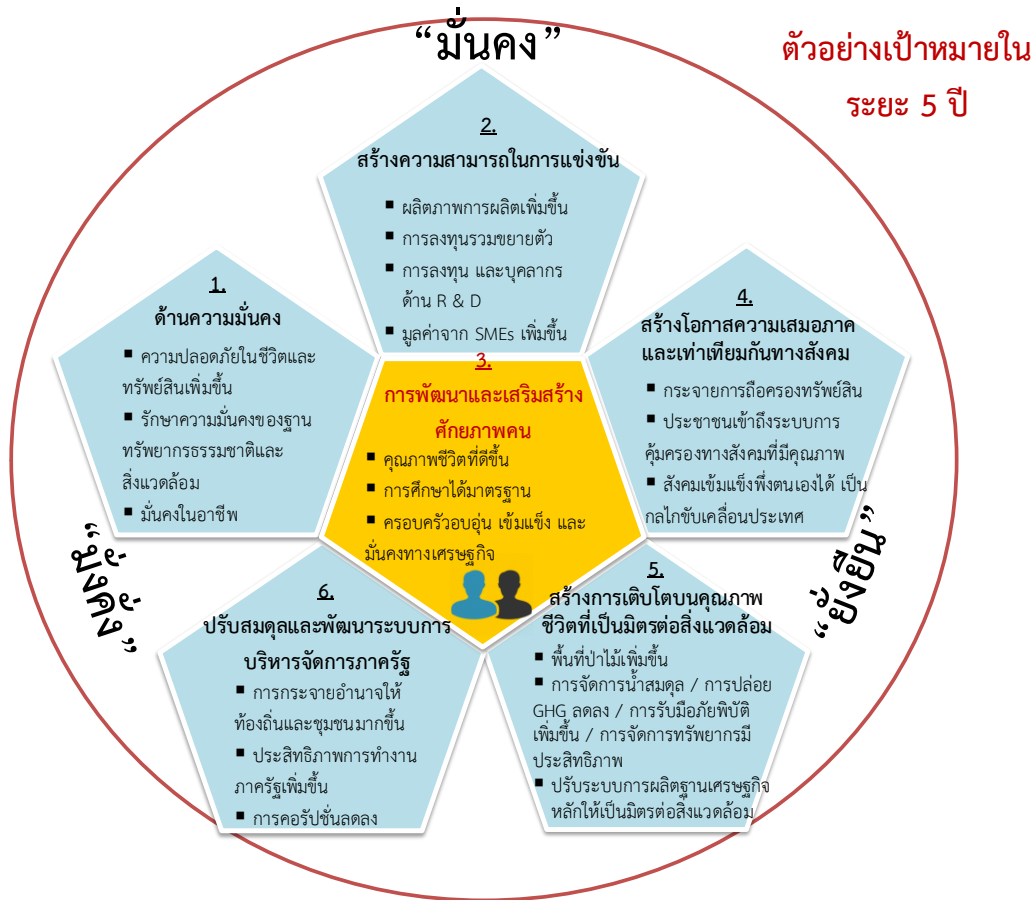 “มั่นคง”
ตัวอย่างเป้าหมายใน
ระยะ 5 ปี
2.
สร้างความสามารถในการแข่งขัน
▪ ผลิตภาพการผลิตเพิ่มขึ้น
▪ การลงทุนรวมขยายตัว
▪ การลงทุน และบุคลากร
ด้าน R & D
▪ มูลค่าจาก SMEs เพิ่มขึ้น
1.
ด้านความมั่นคง
▪ ความปลอดภัยในชีวิตและ
ทรัพย์สินเพิ่มขึ้น
▪ รักษาความมั่นคงของฐาน
ทรัพยากรธรรมชาติและ
สิ่งแวดล้อม
▪ มั่นคงในอาชีพ
3.
การพัฒนาและเสริมสร้าง
ศักยภาพคน
▪ คุณภาพชีวิตที่ดีขึ้น
▪ การศึกษาได้มาตรฐาน
▪ ครอบครัวอบอุ่น เข้มแข็ง และ
มั่นคงทางเศรษฐกิจ
4.
สร้างโอกาสความเสมอภาค
และเท่าเทียมกันทางสังคม
▪ กระจายการถือครองทรัพย์สิน
▪ ประชาชนเข้าถึงระบบการ
คุ้มครองทางสังคมที่มีคุณภาพ
▪ สังคมเข้มแข็งพึ่งตนเองได้ เป็น
กลไกขับเคลื่อนประเทศ
“มั่งคั่ง”
“ยั่งยืน”
6.
ปรับสมดุลและพัฒนาระบบการ
บริหารจัดการภาครัฐ
▪ การกระจายอำนาจให้
ท้องถิ่นและชุมชนมากขึ้น
▪ ประสิทธิภาพการทำงาน
ภาครัฐเพิ่มขึ้น
▪ การคอรัปชั่นลดลง
5.
สร้างการเติบโตบนคุณภาพ
ชีวิตที่เป็นมิตรต่อสิ่งแวดล้อม
▪ พื้นที่ป่าไม้เพิ่มขึ้น
▪ การจัดการน้ำสมดุล / การปล่อย
GHG ลดลง / การรับมือภัยพิบัติ
เพิ่มขึ้น / การจัดการทรัพยากรมี
ประสิทธิภาพ
▪ ปรับระบบการผลิตฐานเศรษฐกิจ
หลักให้เป็นมิตรต่อสิ่งแวดล้อม